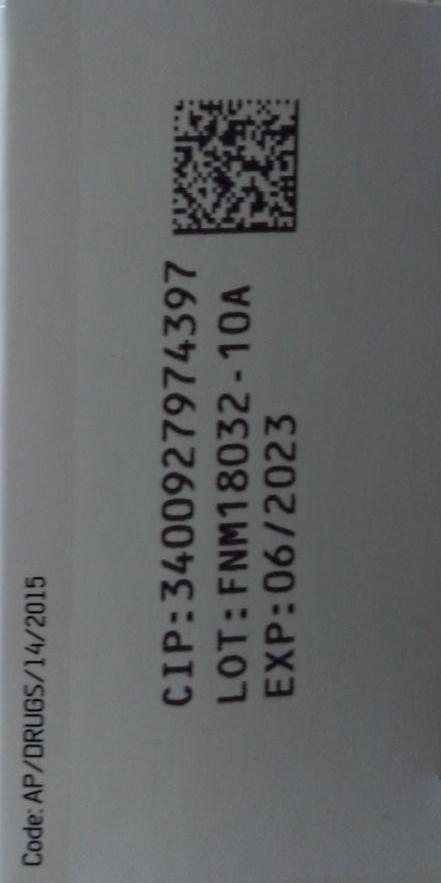 Code: AP/DRUGS/14/2015
CIP:3400927974397
LOT:FNM18032-10A
EXP:06/2023